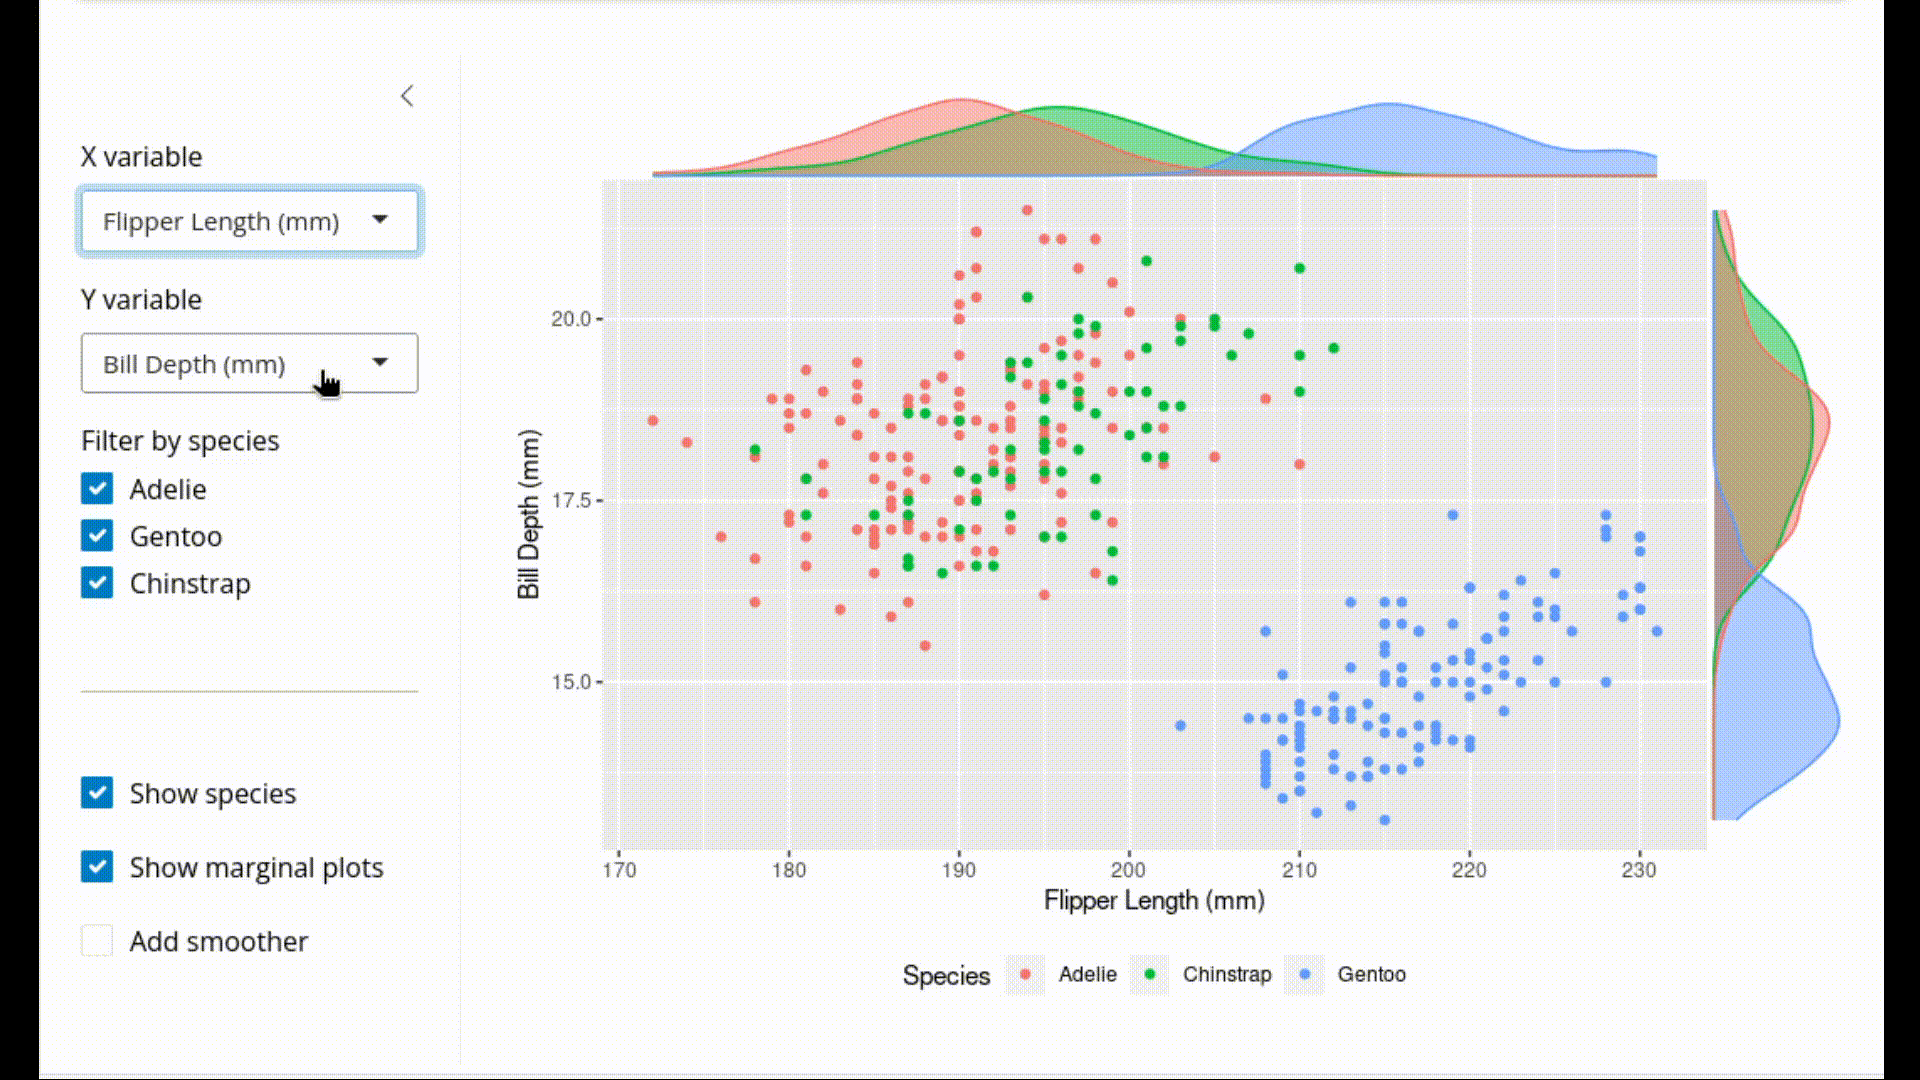 X variable
Flipper Length (mm)
Y variable
Bill Depth (mm)
Filter by species
Adelie
Gentoo
Chinstrap
Show species
Show marginal plots
Add smoother
Bill Depth (mm)
20.0
17.5
15.0
170 180 190 200 210 220 230
Flipper Length (mm)
Species Adelie Chinstrap Gentoo